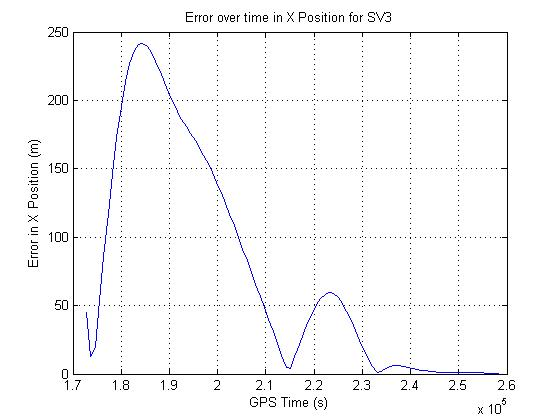 Error over time in X Position for SV3
250
200
150
100
50
0
Error in X Position (m)
1.7 1.8 1.9 2 2.1 2.2 2.3 2.4 2.5 2.6
GPS Time (s)
x 10^5